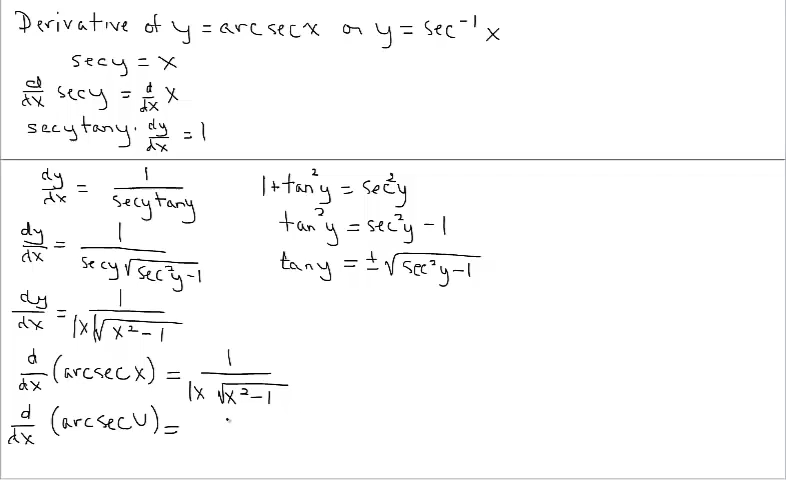 Derivative of y = arcsecx or y = sec⁻¹ x
secy = x
d/dx secy = d/dx x
secytany · dy/dx = 1
dy/dx = 1/(secytany)
1 + tan²y = sec²y
tan²y = sec²y − 1
dy/dx = 1/(secy√(sec²y − 1))
tany = ±√(sec²y − 1)
dy/dx = 1/(|x|√(x² − 1))
d/dx (arcsecx) = 1/(|x √(x² − 1))
d/dx (arcsecU) =